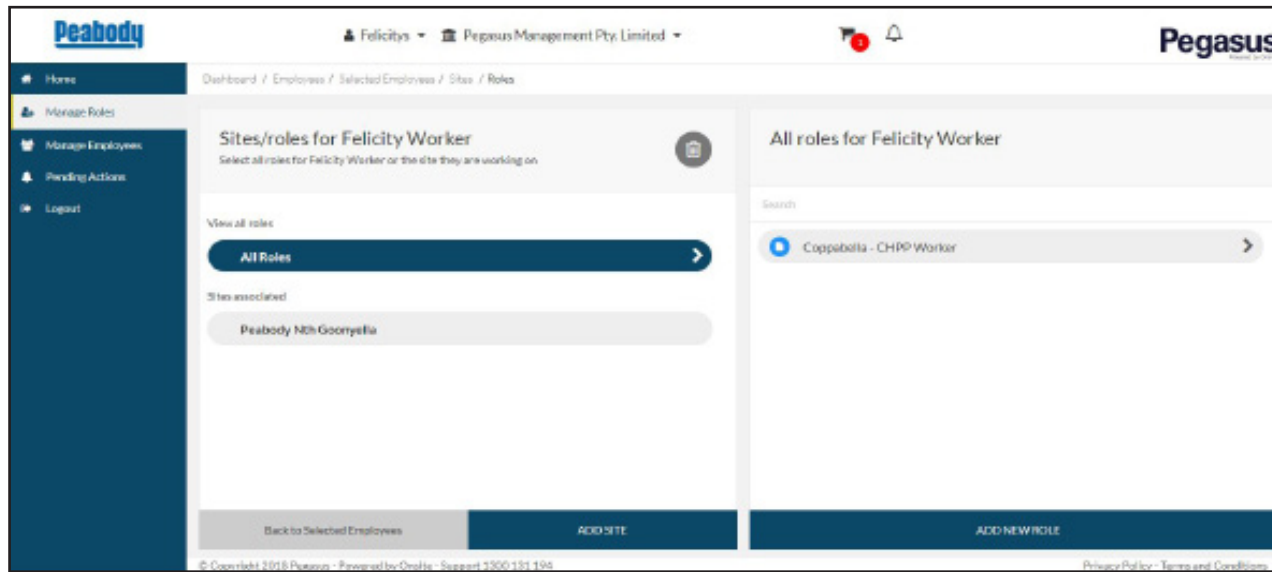 Peabody
Felicitys
Pegasus Management Pty. Limited
1
Pegasus
Home
Manage Roles
Manage Employees
Pending Actions
Logout
Dashboard / Employees / Selected Employees / Sites / Roles
Sites/roles for Felicity Worker
Select all roles for Felicity Worker or the site they are working on
View all roles
All Roles
Sites associated
Peabody Nth Goonyella
Back to Selected Employees
ADD SITE
All roles for Felicity Worker
Search
Coppabella - CHPP Worker
ADD NEW ROLE
© Copyright 2018 Pegasus - Powered by Onsite - Support 1300 131 194
Privacy Policy - Terms and Conditions